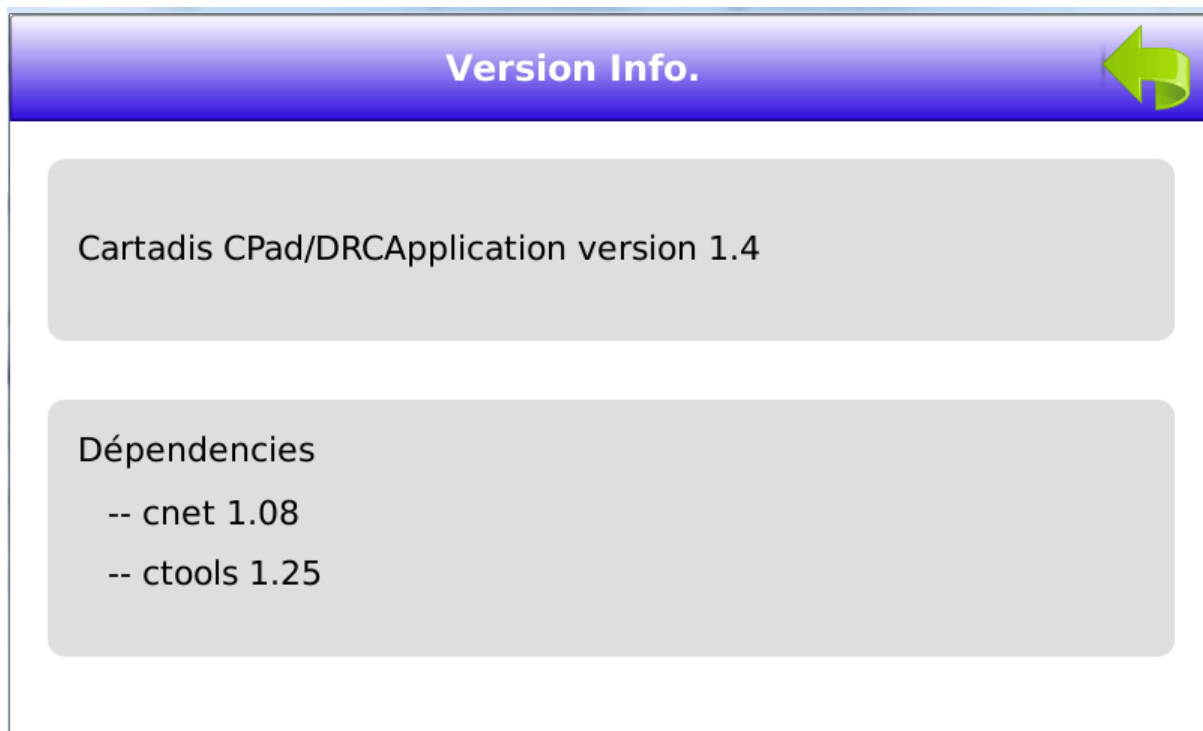 Version Info.
Cartadis CPad/DRCApplication version 1.4
Dépendencies
-- cnet 1.08
-- ctools 1.25